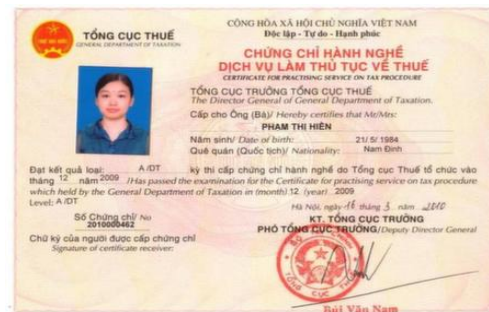 TỔNG CỤC THUẾ
GENERAL DEPARTMENT OF TAXATION
CỘNG HÒA XÃ HỘI CHỦ NGHĨA VIỆT NAM
Độc lập - Tự do - Hạnh phúc
CHỨNG CHỈ HÀNH NGHỀ
DỊCH VỤ LÀM THỦ TỤC VỀ THUẾ
CERTIFICATE FOR PRACTISING SERVICE ON TAX PROCEDURE
TỔNG CỤC TRƯỞNG TỔNG CỤC THUẾ
The Director General of General Department of Taxation.
Cấp cho Ông (Bà)/ Hereby certifies that Mr/Mrs:
PHẠM THỊ HIÊN
Năm sinh/ Date of birth: 21/ 5/ 1984
Quê quán (Quốc tịch)/ Nationality: Nam Định
Đạt kết quả loại: A /DT kỳ thi cấp chứng chỉ hành nghề do Tổng cục Thuế tổ chức vào
tháng 12 năm 2009 /Has passed the examination for the Certificate for practising service on tax procedure
which held by the General Department of Taxation in (month) 12 (year) 2009
Level: A /DT
Hà Nội, ngày 16 tháng 3 năm 2010
Số Chứng chỉ/ No
2010000462
KT. TỔNG CỤC TRƯỞNG
PHÓ TỔNG CỤC TRƯỞNG/Deputy Director General
Chữ ký của người được cấp chứng chỉ
Signature of certificate receiver:
Bùi Văn Nam